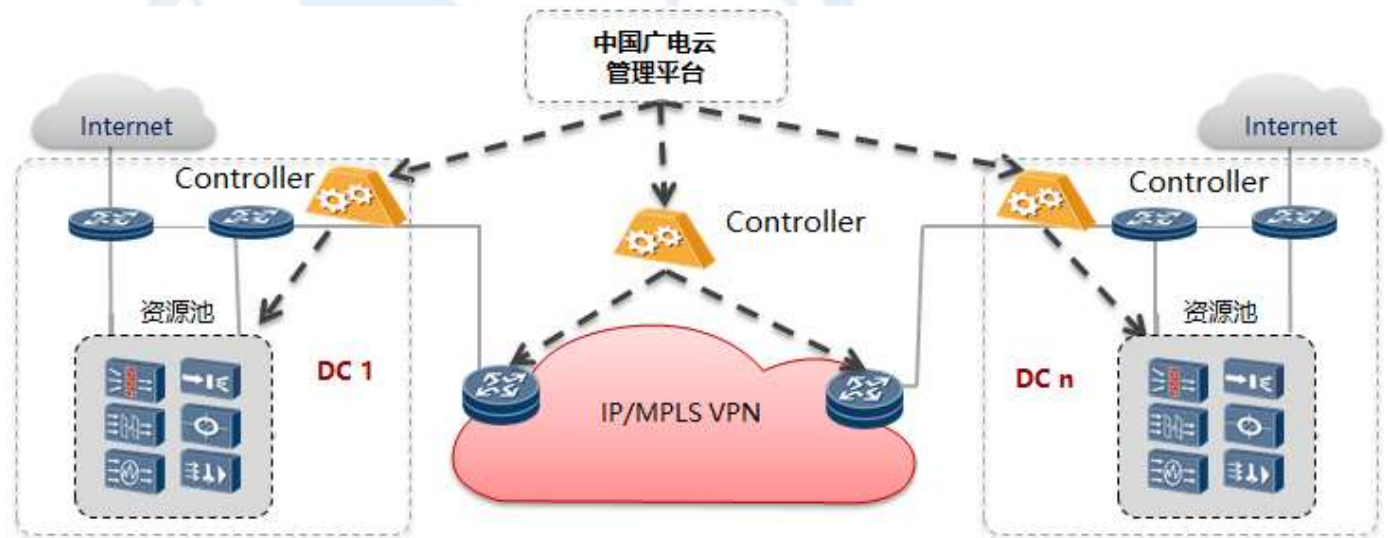 中国广电云
管理平台
Internet
Internet
Controller
Controller
Controller
资源池
资源池
DC 1
DC n
IP/MPLS VPN